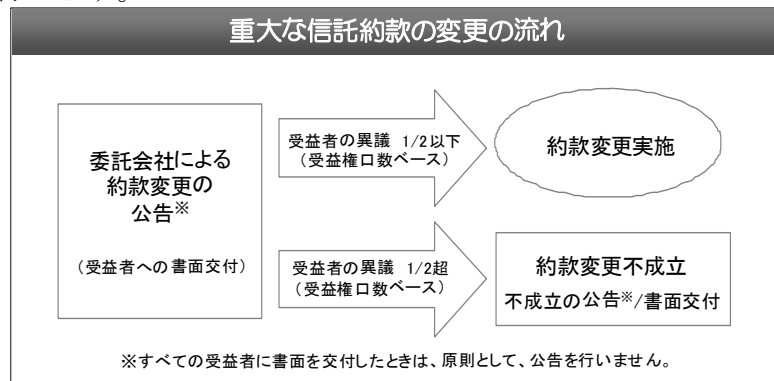 重大な信託約款の変更の流れ
委託会社による
約款変更の
公告※
(受益者への書面交付)
受益者の異議 1/2以下
(受益権口数ベース)
約款変更実施
受益者の異議 1/2超
(受益権口数ベース)
約款変更不成立
不成立の公告※/書面交付
※すべての受益者に書面を交付したときは、原則として、公告を行いません。